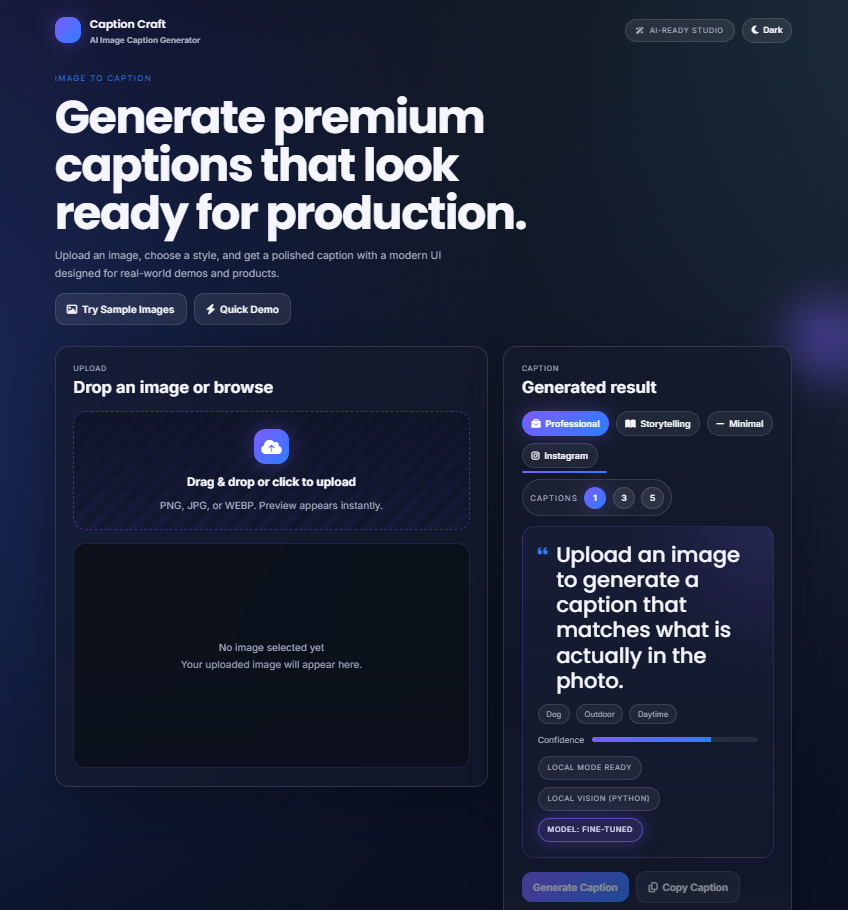 Caption Craft
AI Image Caption Generator
AI-READY STUDIO
Dark
IMAGE TO CAPTION
Generate premium
captions that look
ready for production.
Upload an image, choose a style, and get a polished caption with a modern UI
designed for real-world demos and products.
Try Sample Images
Quick Demo
UPLOAD
Drop an image or browse
Drag & drop or click to upload
PNG, JPG, or WEBP. Preview appears instantly.
No image selected yet
Your uploaded image will appear here.
CAPTION
Generated result
Professional
Storytelling
Minimal
Instagram
CAPTIONS 1 3 5
“ Upload an image
to generate a
caption that
matches what is
actually in the
photo.
Dog
Outdoor
Daytime
Confidence
LOCAL MODE READY
LOCAL VISION (PYTHON)
MODEL: FINE-TUNED
Generate Caption
Copy Caption